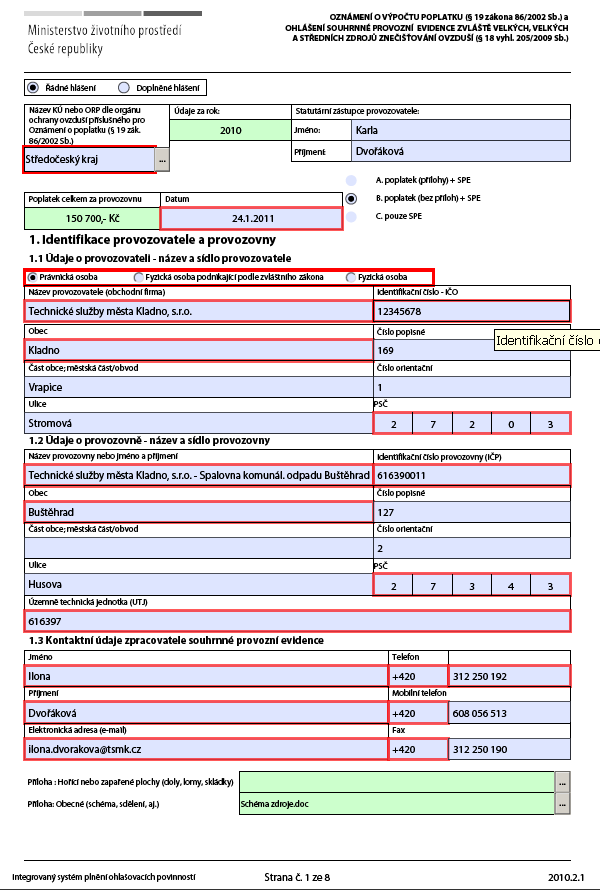 Ministerstvo životního prostředí
České republiky
OZNÁMENÍ O VÝPOČTU POPLATKU (§ 19 zákona 86/2002 Sb.) a
OHLÁŠENÍ SOUHRNNÉ PROVOZNÍ EVIDENCE ZVLÁŠTĚ VELKÝCH, VELKÝCH
A STŘEDNÍCH ZDROJŮ ZNEČIŠŤOVÁNÍ OVZDUŠÍ (§ 18 vyhl. 205/2009 Sb.)
Řádné hlášení Doplněné hlášení
Název KÚ nebo ORP dle orgánu
ochrany ovzduší příslušného pro
Oznámení o poplatku (§ 19 zák.
86/2002 Sb.)
Středočeský kraj ...
Údaje za rok:
2010
Statutární zástupce provozovatele:
Jméno: Karla
Příjmení: Dvořáková
A. poplatek (přílohy) + SPE
B. poplatek (bez příloh) + SPE
C. pouze SPE
Poplatek celkem za provozovnu Datum
150 700,- Kč 24.1.2011
1. Identifikace provozovatele a provozovny
1.1 Údaje o provozovateli - název a sídlo provozovatele
Právnická osoba Fyzická osoba podnikající podle zvláštního zákona Fyzická osoba
Název provozovatele (obchodní firma) Identifikační číslo - IČO
Technické služby města Kladno, s.r.o. 12345678
Obec Číslo popisné
Identifikační číslo
Kladno 169
Část obce; městská část/obvod Číslo orientační
Vrapice 1
Ulice PSČ
Stromová 2 7 2 0 3
1.2 Údaje o provozovně - název a sídlo provozovny
Název provozovny nebo jméno a příjmení Identifikační číslo provozovny (IČP)
Technické služby města Kladno, s.r.o. - Spalovna komunál. odpadu Buštěhrad 616390011
Obec Číslo popisné
Buštěhrad 127
Část obce; městská část/obvod Číslo orientační
2
Ulice PSČ
Husova 2 7 3 4 3
Územně technická jednotka (UTJ)
616397
1.3 Kontaktní údaje zpracovatele souhrnné provozní evidence
Jméno Telefon
Ilona +420 312 250 192
Příjmení Mobilní telefon
Dvořáková +420 608 056 513
Elektronická adresa (e-mail) Fax
ilona.dvorakova@tsmk.cz +420 312 250 190
Příloha : Hořící nebo zapařené plochy (doly, lomy, skládky) ...
Příloha: Obecné (schéma, sdělení, aj.) Schéma zdroje.doc ...
Integrovaný systém plnění ohlašovacích povinností Strana č. 1 ze 8 2010.2.1